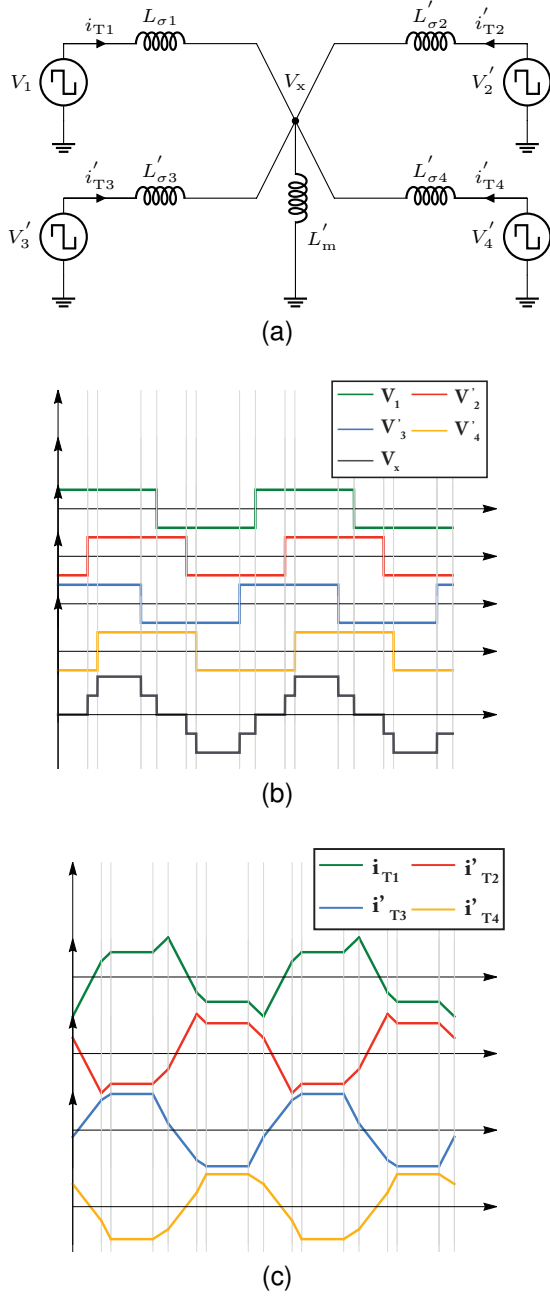 i_T1 L_σ1 L'_σ2 i'_T2
V_1 V_x V'_2
i'_T3 L'_σ3 L'_σ4 i'_T4
V_3' L'_m V'_4
(a)
V_1 V'_2
V'_3 V'_4
V_x
(b)
i_T1 i'_T2
i'_T3 i'_T4
(c)